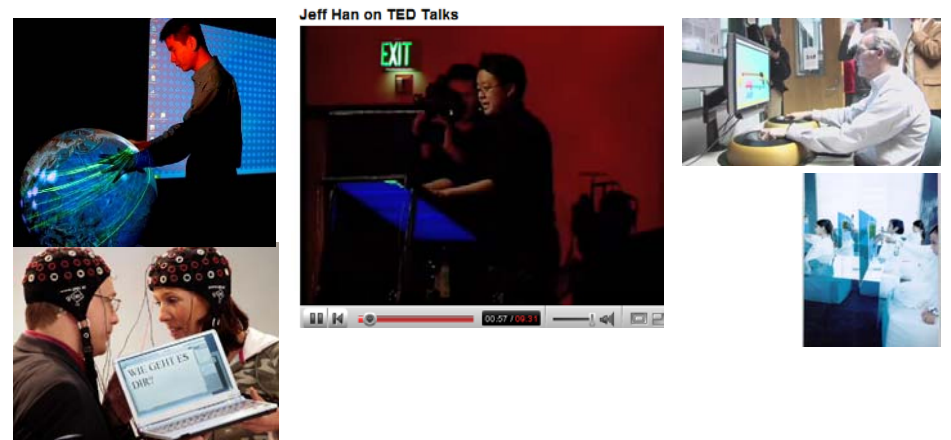 Jeff Han on TED Talks
EXIT
00:57 / 09:31
WIE GEHT ES
DIR?